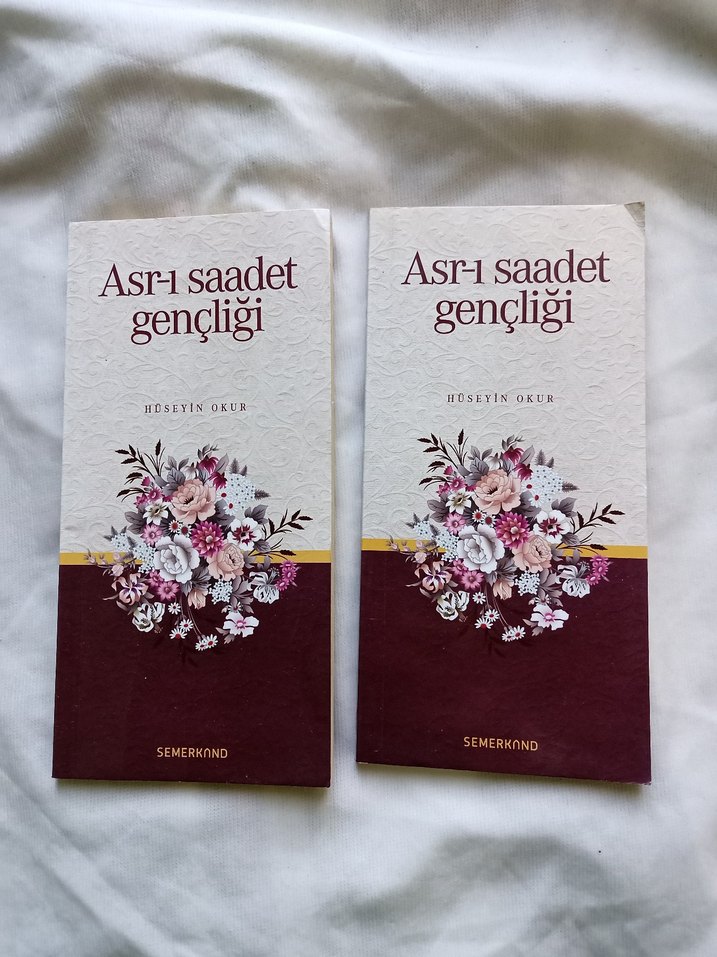 Asr-ı saadet
gençliği
HÜSEYİN OKUR
SEMERKAND
Asr-ı saadet
gençliği
HÜSEYİN OKUR
SEMERKAND